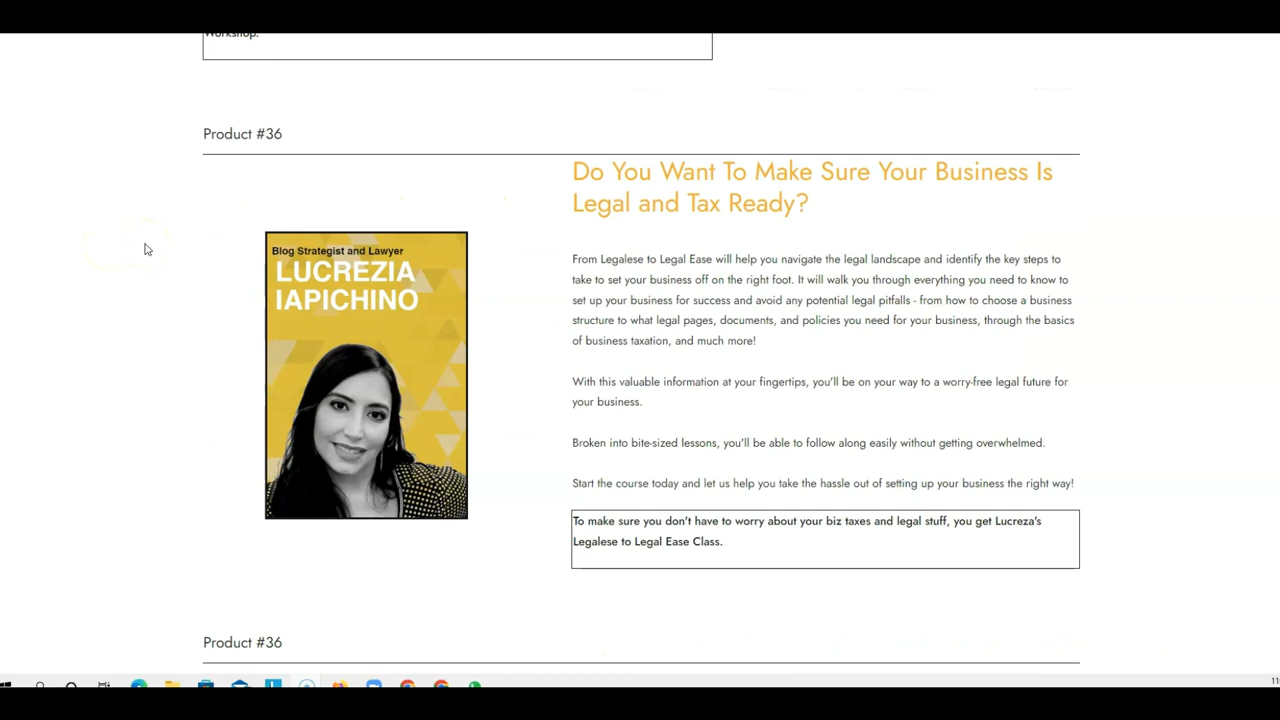 Workshop.
Product #36
Do You Want To Make Sure Your Business Is
Legal and Tax Ready?
Blog Strategist and Lawyer
LUCREZIA
IAPICHINO
From Legalese to Legal Ease will help you navigate the legal landscape and identify the key steps to
take to set your business off on the right foot. It will walk you through everything you need to know to
set up your business for success and avoid any potential legal pitfalls - from how to choose a business
structure to what legal pages, documents, and policies you need for your business, through the basics
of business taxation, and much more!
With this valuable information at your fingertips, you'll be on your way to a worry-free legal future for
your business.
Broken into bite-sized lessons, you'll be able to follow along easily without getting overwhelmed.
Start the course today and let us help you take the hassle out of setting up your business the right way!
To make sure you don't have to worry about your biz taxes and legal stuff, you get Lucreza's
Legalese to Legal Ease Class.
Product #36
11